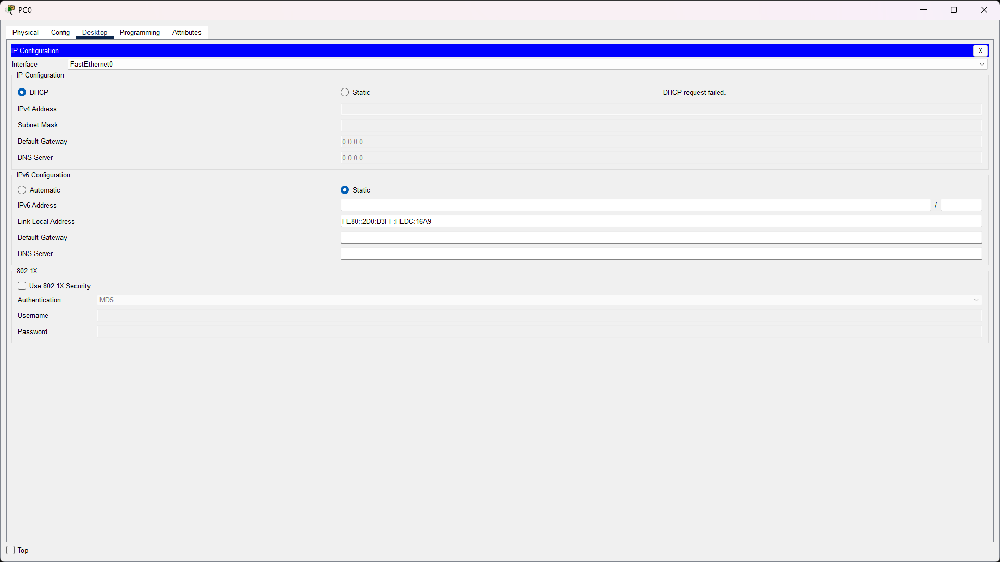 PC0
Physical Config Desktop Programming Attributes
IP Configuration X
Interface FastEthernet0
IP Configuration
DHCP Static DHCP request failed.
IPv4 Address
Subnet Mask
Default Gateway 0.0.0.0
DNS Server 0.0.0.0
IPv6 Configuration
Automatic Static
IPv6 Address /
Link Local Address FE80::2D0:D3FF:FEDC:16A9
Default Gateway
DNS Server
802.1X
Use 802.1X Security
Authentication MD5
Username
Password
Top